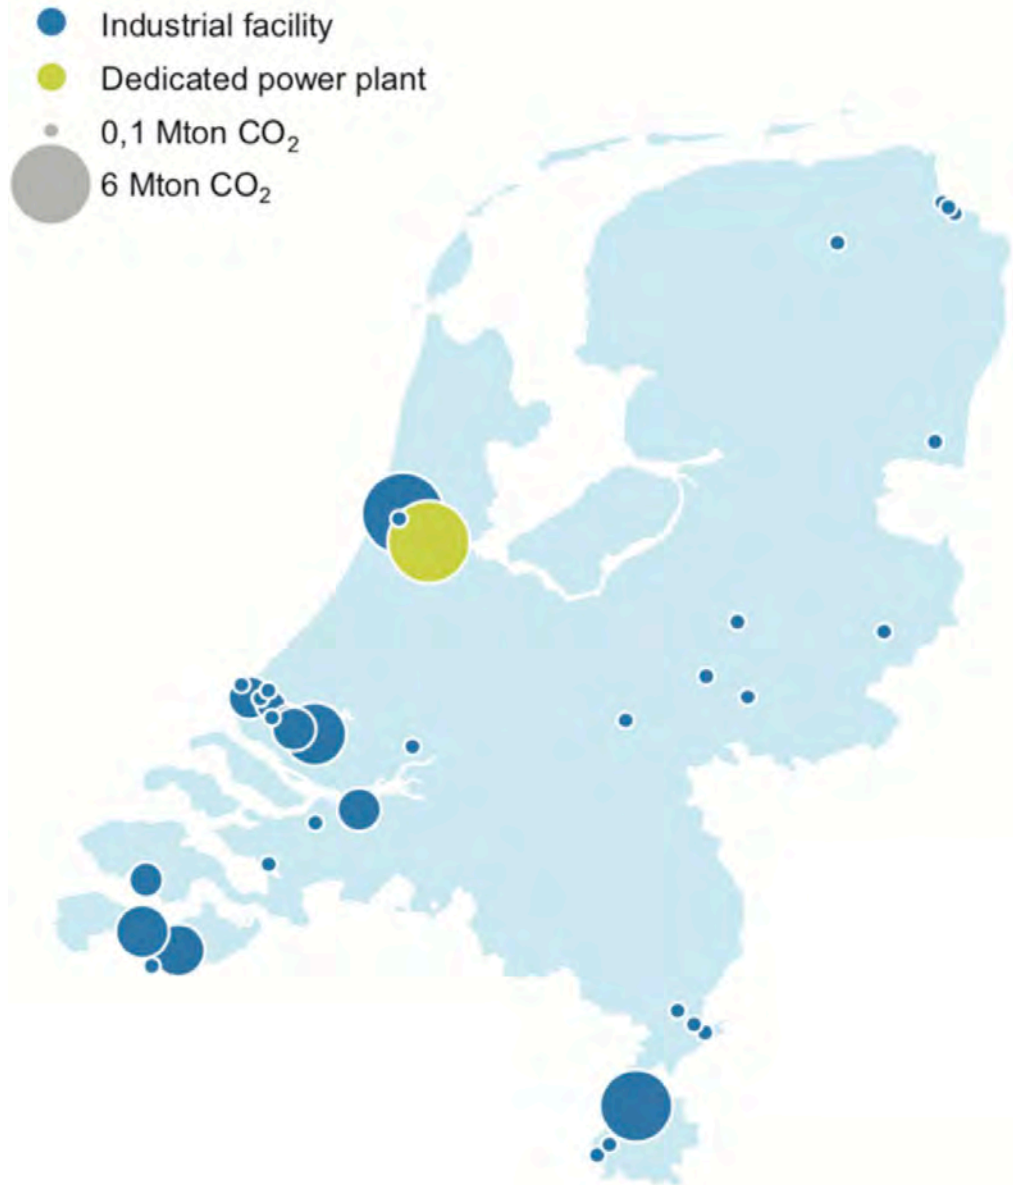 Industrial facility
Dedicated power plant
0,1 Mton CO₂
6 Mton CO₂